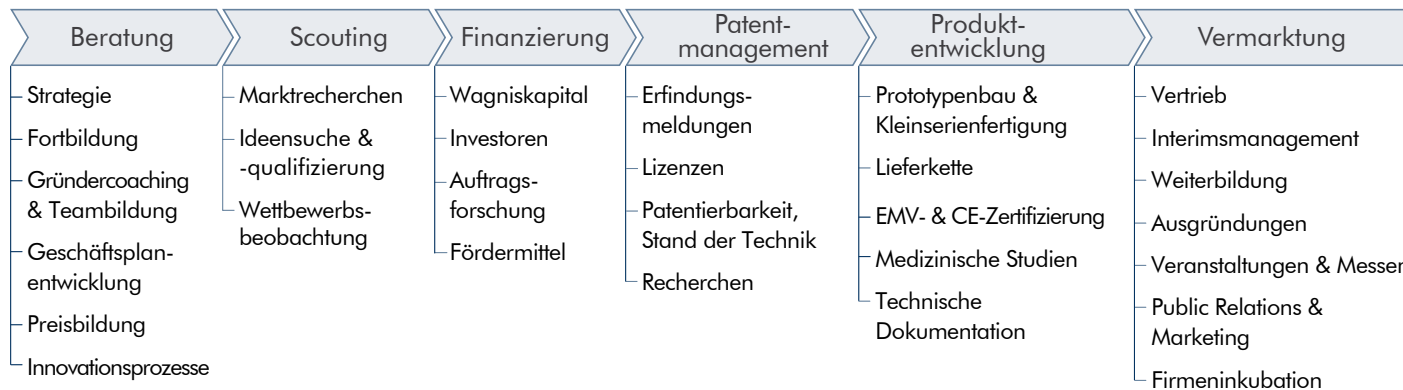 Beratung
Scouting
Finanzierung
Patent-
management
Produkt-
entwicklung
Vermarktung
Strategie
Fortbildung
Gründercoaching
& Teambildung
Geschäftsplan-
entwicklung
Preisbildung
Innovationsprozesse
Marktrecherchen
Ideensuche &
-qualifizierung
Wettbewerbs-
beobachtung
Wagniskapital
Investoren
Auftrags-
forschung
Fördermittel
Erfindungs-
meldungen
Lizenzen
Patentierbarkeit,
Stand der Technik
Recherchen
Prototypenbau &
Kleinserienfertigung
Lieferkette
EMV- & CE-Zertifizierung
Medizinische Studien
Technische
Dokumentation
Vertrieb
Interimsmanagement
Weiterbildung
Ausgründungen
Veranstaltungen & Messen
Public Relations &
Marketing
Firmeninkubation